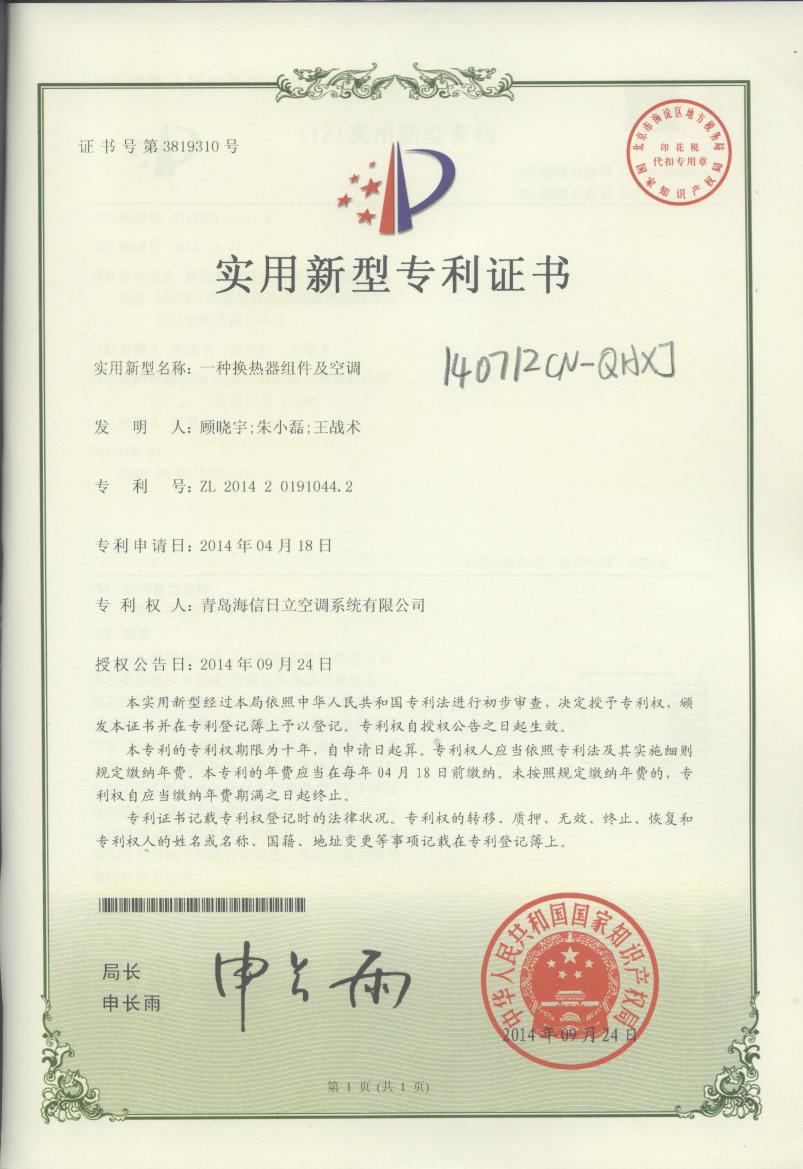 证书号第3819310号
北京市海淀区地方税务局
印花税
代扣专用章
国家知识产权局
实用新型专利证书
实用新型名称：一种换热器组件及空调
140712CN-QHXJ
发明人：顾晓宇;朱小磊;王战术
专利号：ZL 2014 2 0191044.2
专利申请日：2014年04月18日
专利权人：青岛海信日立空调系统有限公司
授权公告日：2014年09月24日
本实用新型经过本局依照中华人民共和国专利法进行初步审查，决定授予专利权，颁
发本证书并在专利登记簿上予以登记。专利权自授权公告之日起生效。
本专利的专利权期限为十年，自申请日起算。专利权人应当依照专利法及其实施细则
规定缴纳年费。本专利的年费应当在每年04月18日前缴纳。未按照规定缴纳年费的，专
利权自应当缴纳年费期满之日起终止。
专利证书记载专利权登记时的法律状况。专利权的转移、质押、无效、终止、恢复和
专利权人的姓名或名称、国籍、地址变更等事项记载在专利登记簿上。
局长
申长雨
申长雨
中华人民共和国国家知识产权局
2014年09月24日
第1页(共1页)